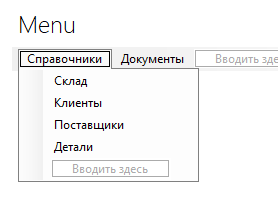 Menu
Справочники Документы Вводить зде
Склад
Клиенты
Поставщики
Детали
Вводить здесь